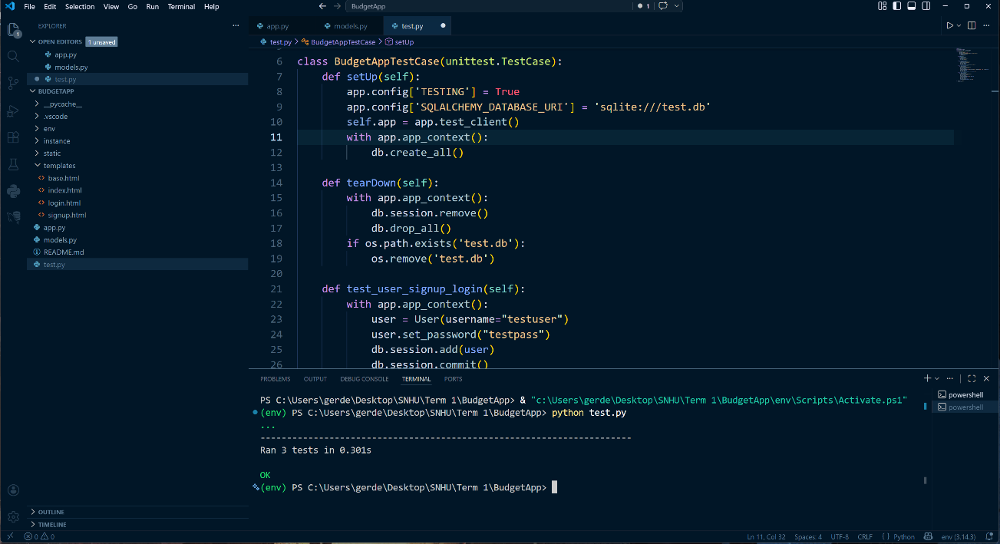 File Edit Selection View Go Run Terminal Help
BudgetApp
1
EXPLORER
OPEN EDITORS 1 unsaved
app.py
models.py
test.py
BUDGETAPP
__pycache__
.vscode
env
instance
static
templates
base.html
index.html
login.html
signup.html
app.py
models.py
README.md
test.py
OUTLINE
TIMELINE
app.py models.py test.py
test.py > BudgetAppTestCase > setUp
6 class BudgetAppTestCase(unittest.TestCase):
7 def setUp(self):
8 app.config['TESTING'] = True
9 app.config['SQLALCHEMY_DATABASE_URI'] = 'sqlite:///test.db'
10 self.app = app.test_client()
11 with app.app_context():
12 db.create_all()
13
14 def tearDown(self):
15 with app.app_context():
16 db.session.remove()
17 db.drop_all()
18 if os.path.exists('test.db'):
19 os.remove('test.db')
20
21 def test_user_signup_login(self):
22 with app.app_context():
23 user = User(username="testuser")
24 user.set_password("testpass")
25 db.session.add(user)
26 db.session.commit()
PROBLEMS OUTPUT DEBUG CONSOLE TERMINAL PORTS
PS C:\Users\gerde\Desktop\SNHU\Term 1\BudgetApp> & "c:\Users\gerde\Desktop\SNHU\Term 1\BudgetApp\env\Scripts\Activate.ps1"
(env) PS C:\Users\gerde\Desktop\SNHU\Term 1\BudgetApp> python test.py
...
----------------------------------------------------------------------
Ran 3 tests in 0.301s
OK
(env) PS C:\Users\gerde\Desktop\SNHU\Term 1\BudgetApp>
powershell
powershell
0 0 Ln 11, Col 32 Spaces: 4 UTF-8 CRLF { } Python env (3.14.3)